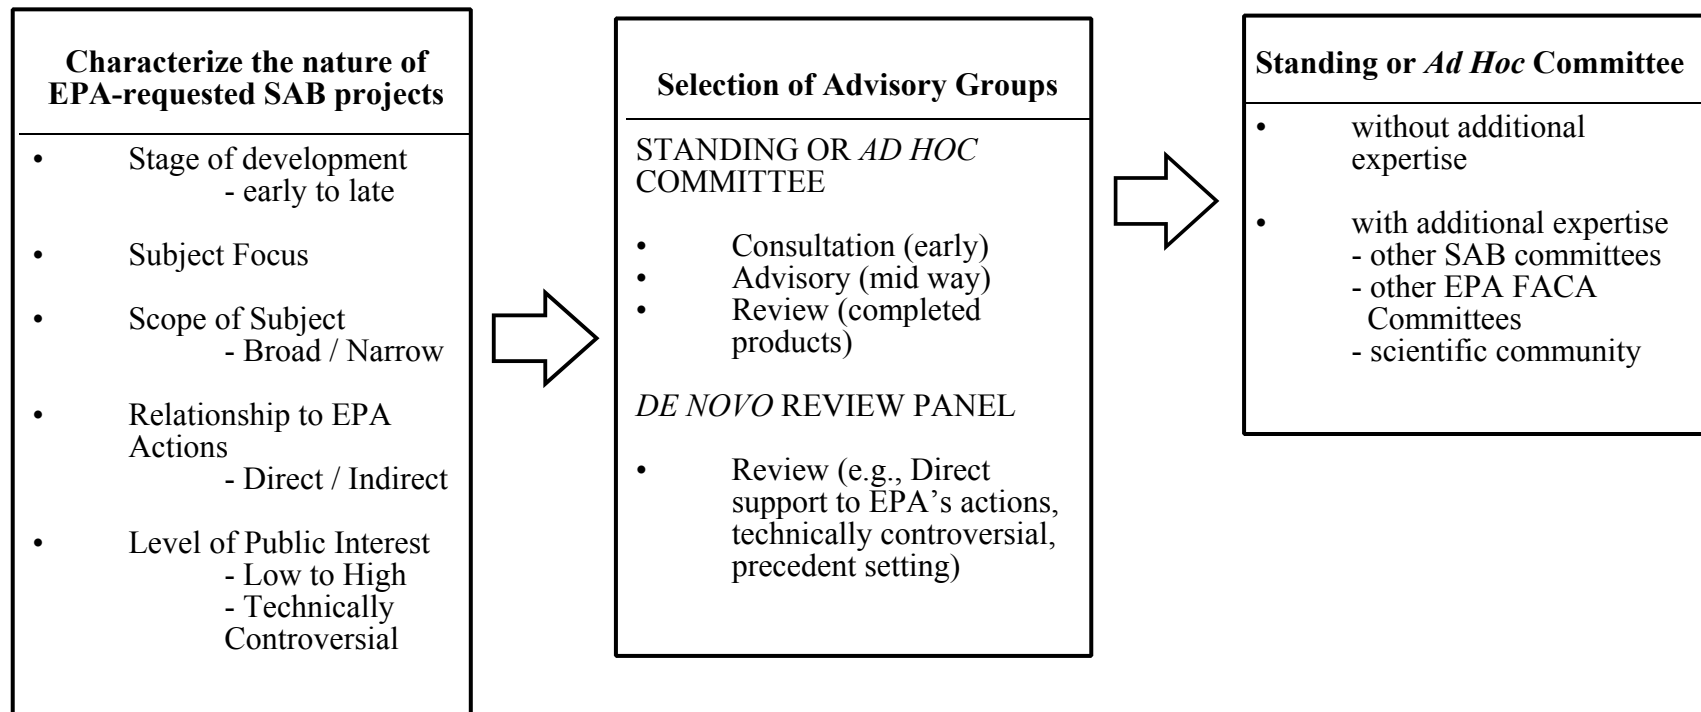 Characterize the nature of
EPA-requested SAB projects
• Stage of development
- early to late
• Subject Focus
• Scope of Subject
- Broad / Narrow
• Relationship to EPA
Actions
- Direct / Indirect
• Level of Public Interest
- Low to High
- Technically
Controversial
Selection of Advisory Groups
STANDING OR AD HOC
COMMITTEE
• Consultation (early)
• Advisory (mid way)
• Review (completed
products)
DE NOVO REVIEW PANEL
• Review (e.g., Direct
support to EPA’s actions,
technically controversial,
precedent setting)
Standing or Ad Hoc Committee
• without additional
expertise
• with additional expertise
- other SAB committees
- other EPA FACA
Committees
- scientific community